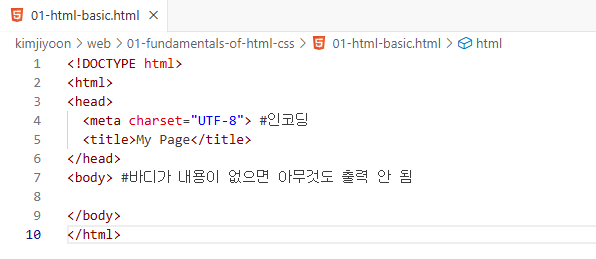 01-html-basic.html ×
kimjiyoon > web > 01-fundamentals-of-html-css > 01-html-basic.html > html
1 <!DOCTYPE html>
2 <html>
3 <head>
4   <meta charset="UTF-8"> #인코딩
5   <title>My Page</title>
6 </head>
7 <body> #바디가 내용이 없으면 아무것도 출력 안 됨
8
9 </body>
10 </html>